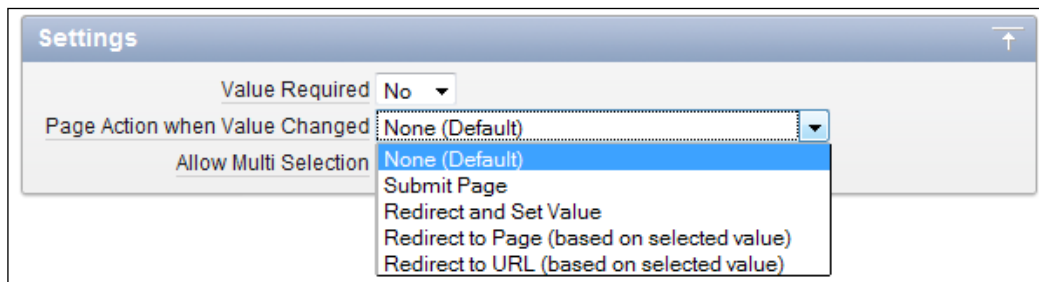 Settings
Value Required No
Page Action when Value Changed None (Default)
Allow Multi Selection None (Default)
Submit Page
Redirect and Set Value
Redirect to Page (based on selected value)
Redirect to URL (based on selected value)